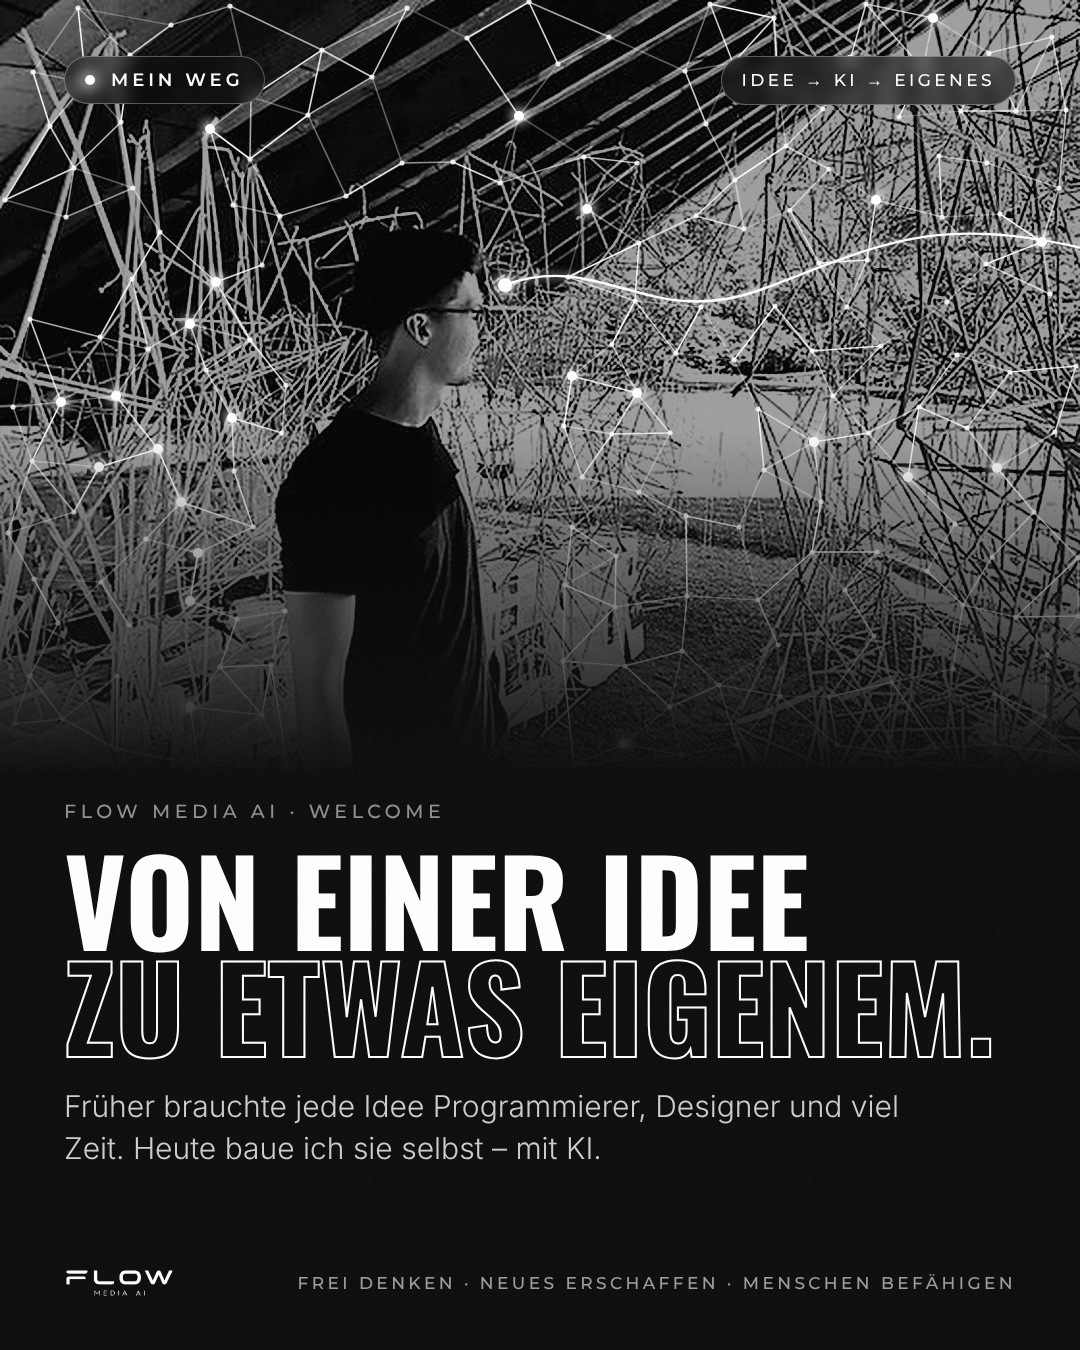 MEIN WEG
IDEE → KI → EIGENES
FLOW MEDIA AI · WELCOME
VON EINER IDEE
ZU ETWAS EIGENEM.
Früher brauchte jede Idee Programmierer, Designer und viel
Zeit. Heute baue ich sie selbst – mit KI.
FLOW
MEDIA AI
FREI DENKEN · NEUES ERSCHAFFEN · MENSCHEN BEFÄHIGEN